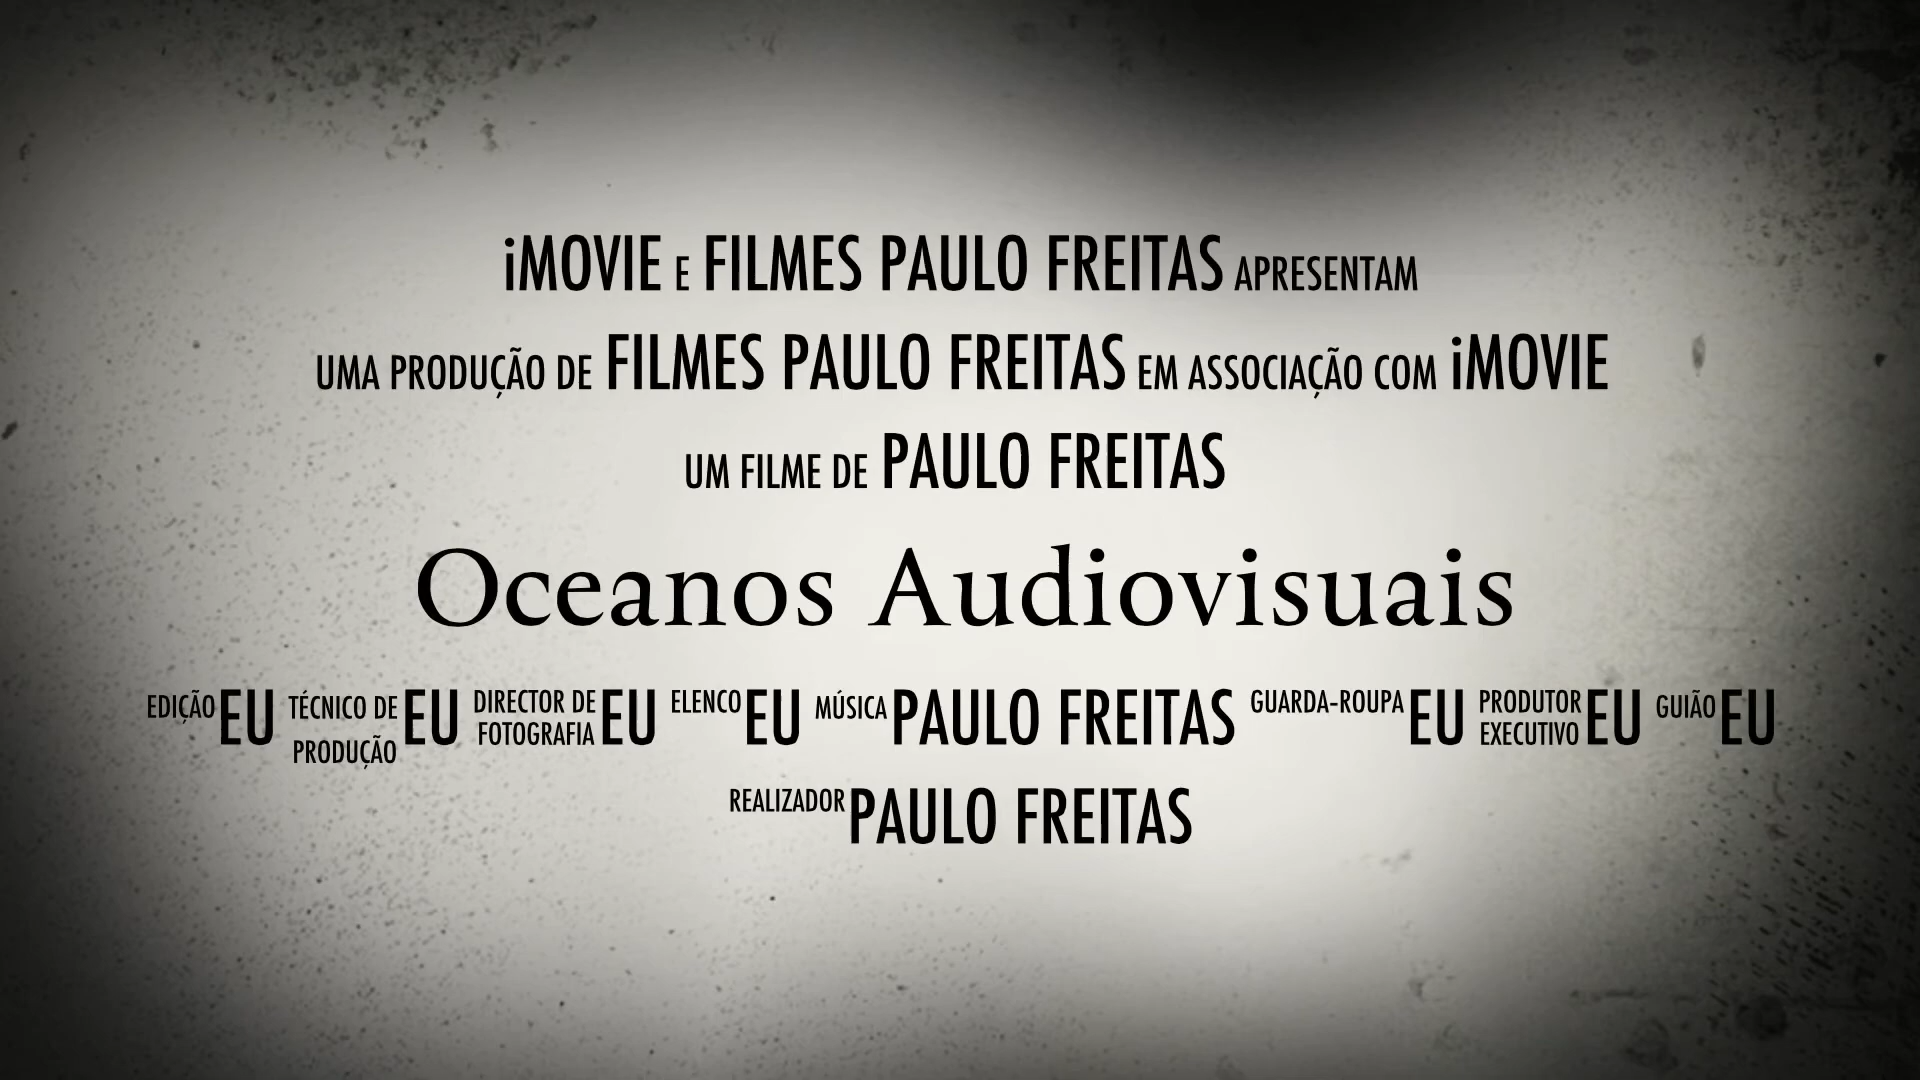 iMOVIE E FILMES PAULO FREITAS APRESENTAM
UMA PRODUÇÃO DE FILMES PAULO FREITAS EM ASSOCIAÇÃO COM iMOVIE
UM FILME DE PAULO FREITAS
Oceanos Audiovisuais
EDIÇÃO EU TÉCNICO DE PRODUÇÃO EU DIRECTOR DE FOTOGRAFIA EU ELENCO EU MÚSICA PAULO FREITAS GUARDA-ROUPA EU PRODUTOR EXECUTIVO EU GUIÃO EU
REALIZADOR PAULO FREITAS